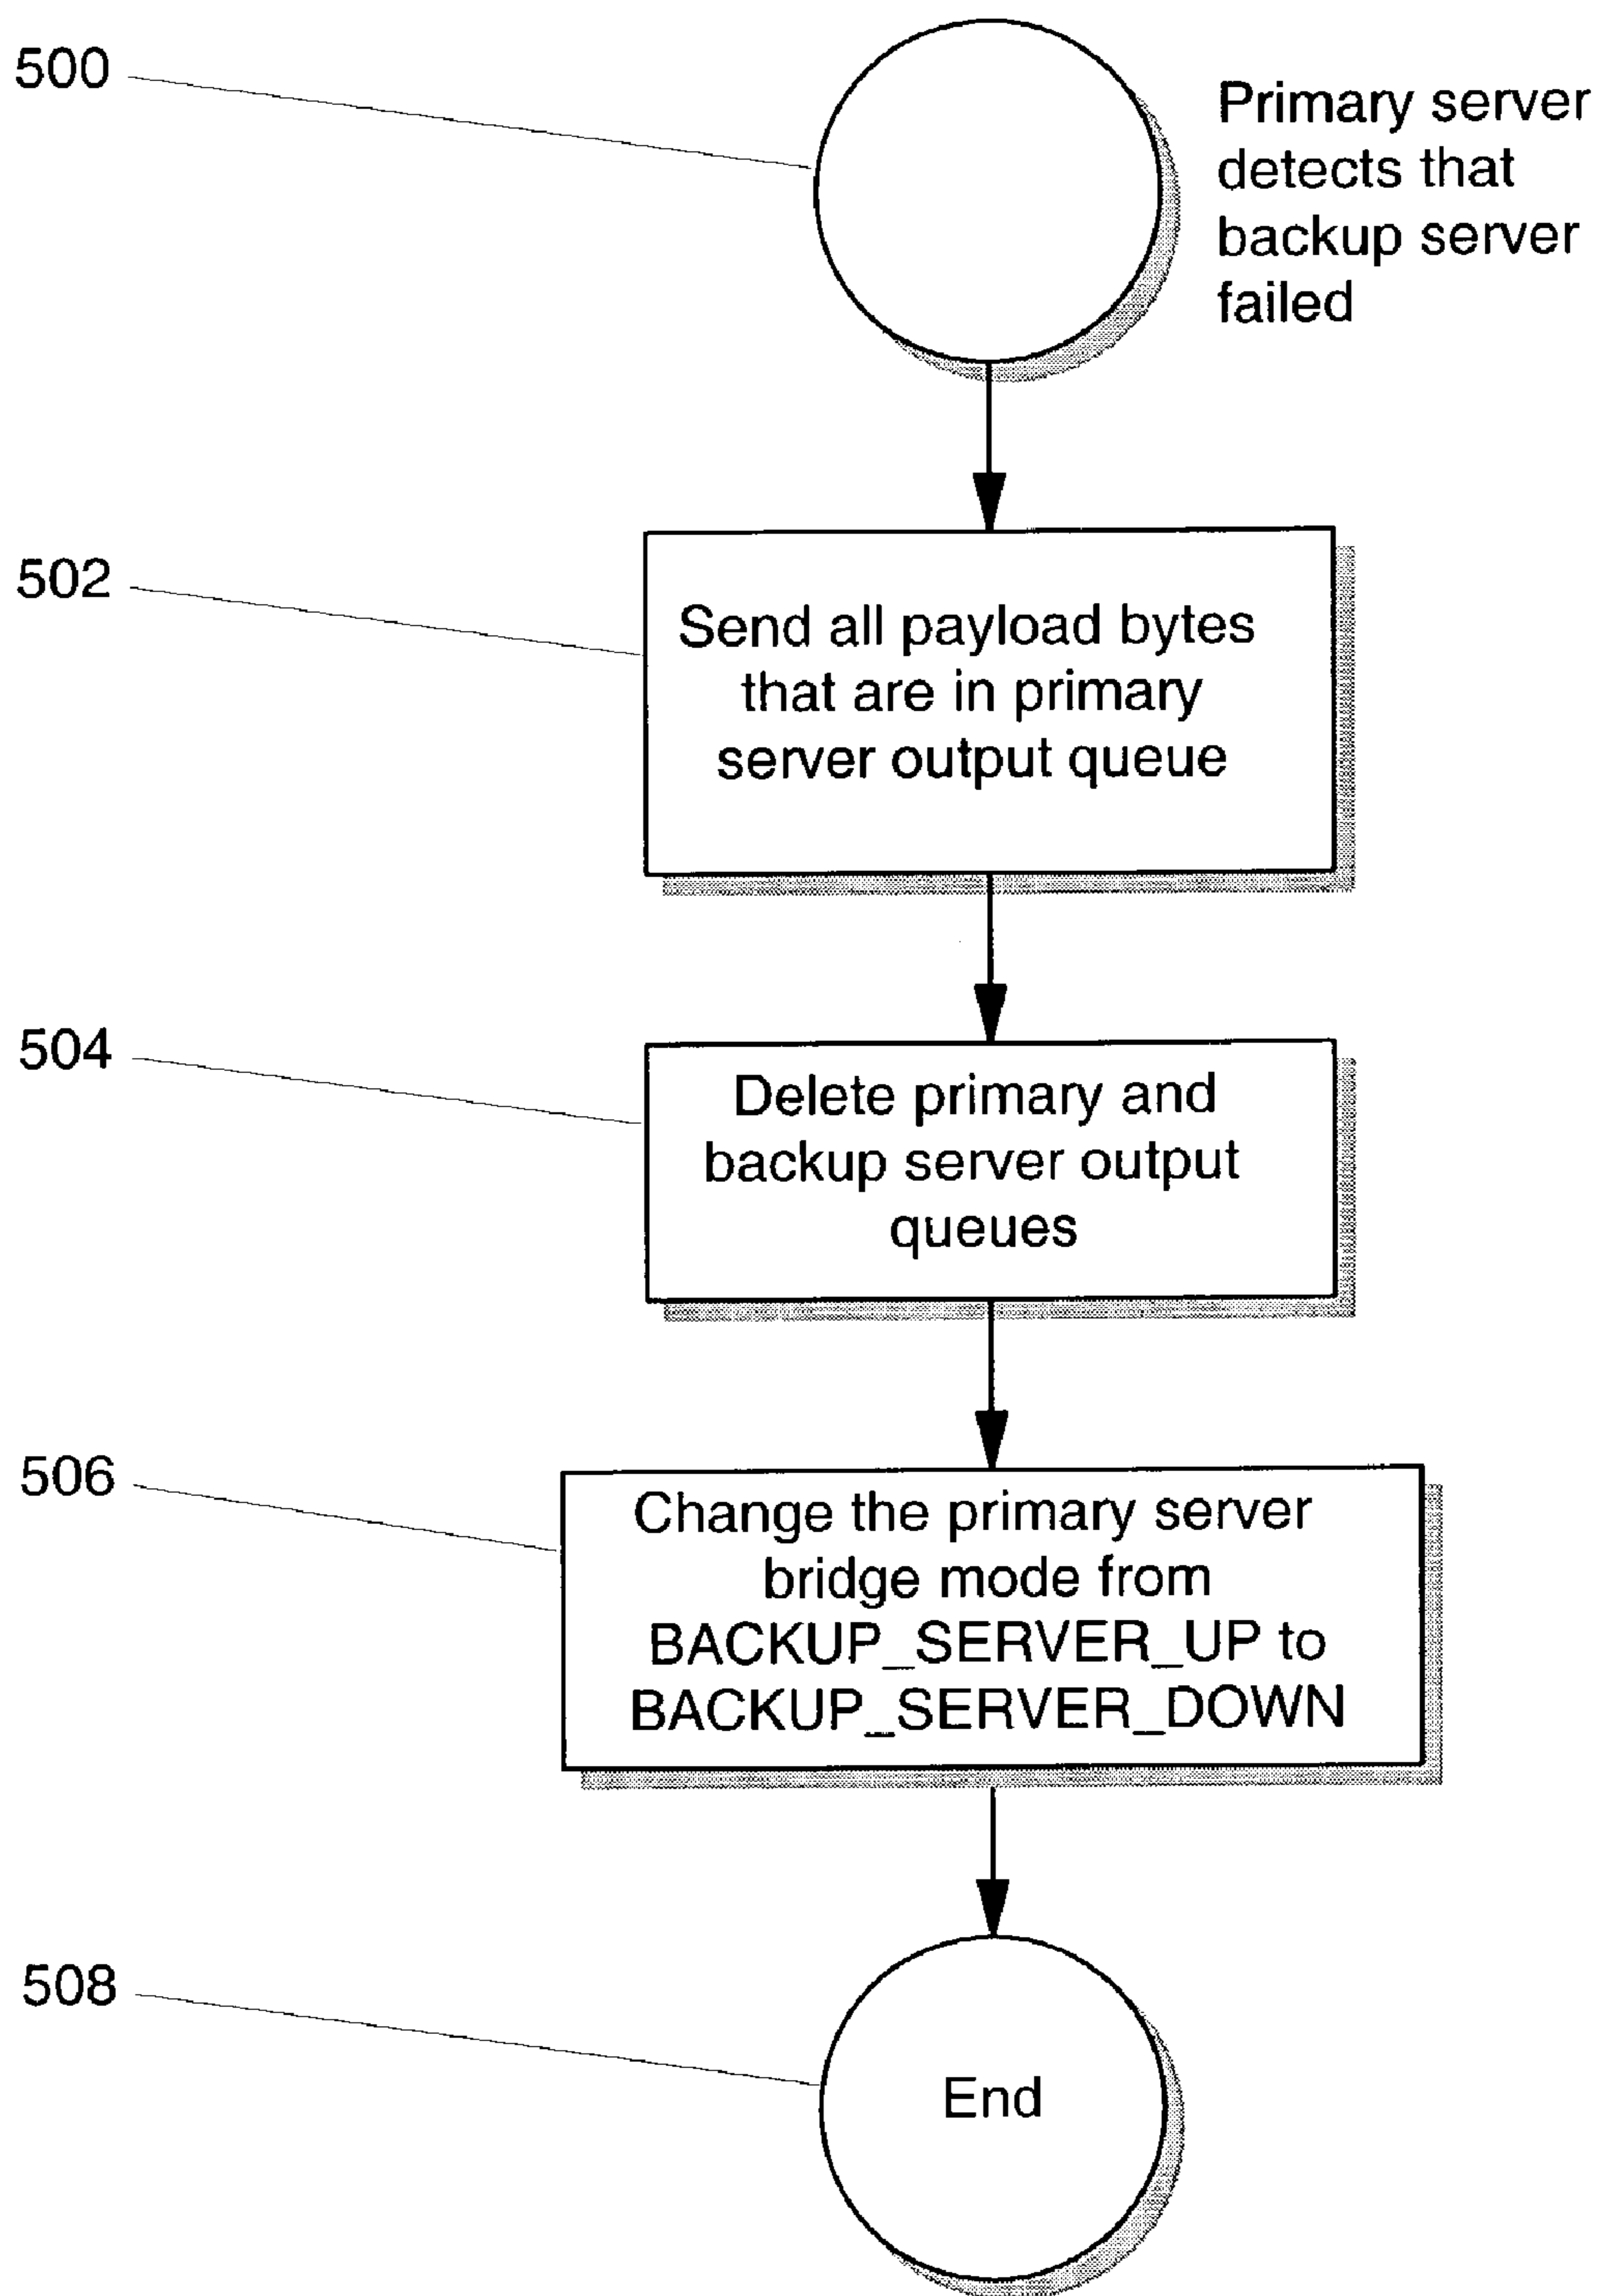 500
Primary server
detects that
backup server
failed
502
Send all payload bytes
that are in primary
server output queue
504
Delete primary and
backup server output
queues
506
Change the primary server
bridge mode from
BACKUP_SERVER_UP to
BACKUP_SERVER_DOWN
508
End